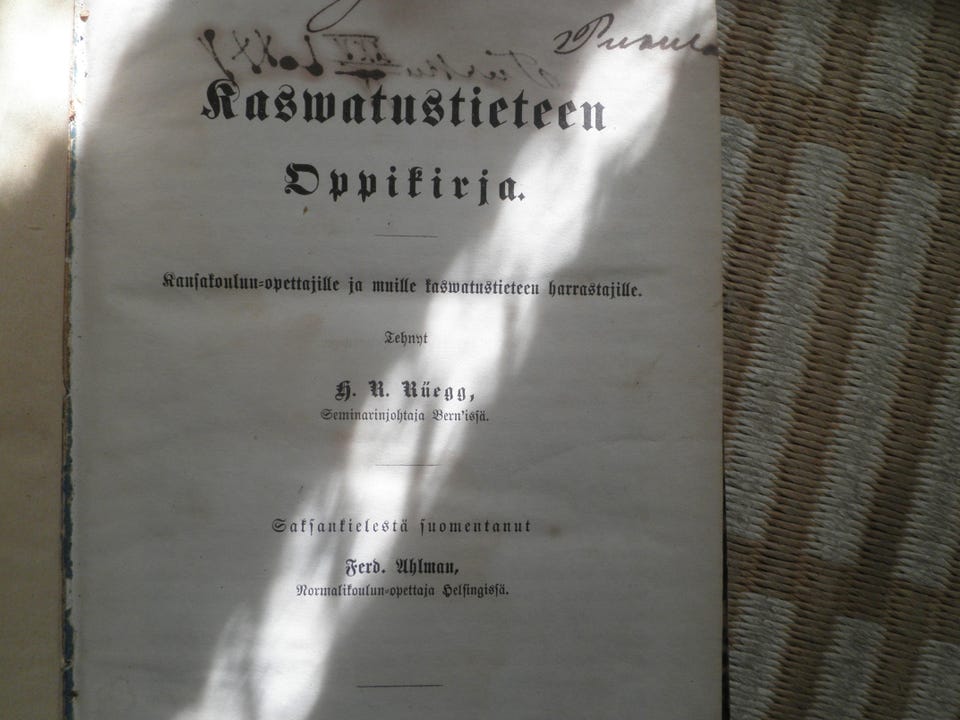 Kaswatustieteen
Oppikirja.
Kansakoulun-opettajille ja muille kaswatustieteen harrastajille.
Tehnyt
H. R. Rüegg,
Seminarinjohtaja Bern'issä.
Saksankielestä suomentanut
Ferd. Ahlman,
Normalikoulun-opettaja Helsingissä.